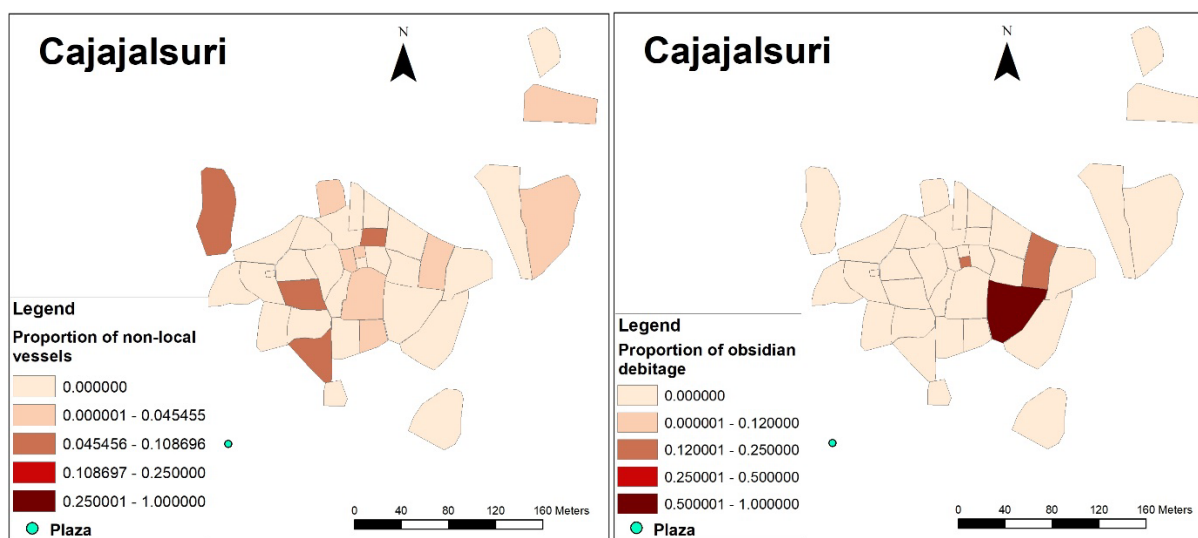 Cajajalsuri
N
Legend
Proportion of non-local
vessels
0.000000
0.000001 - 0.045455
0.045456 - 0.108696
0.108697 - 0.250000
0.250001 - 1.000000
Plaza
0 40 80 120 160 Meters
Cajajalsuri
N
Legend
Proportion of obsidian
debitage
0.000000
0.000001 - 0.120000
0.120001 - 0.250000
0.250001 - 0.500000
0.500001 - 1.000000
Plaza
0 40 80 120 160 Meters